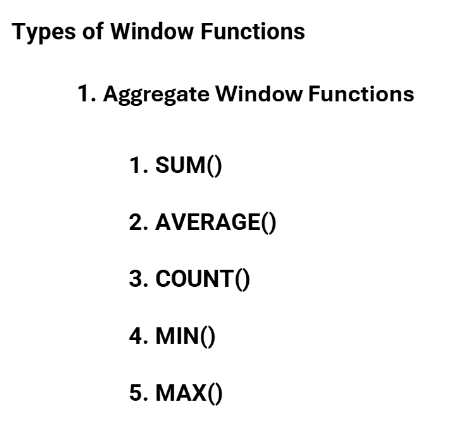 Types of Window Functions
1. Aggregate Window Functions
1. SUM()
2. AVERAGE()
3. COUNT()
4. MIN()
5. MAX()